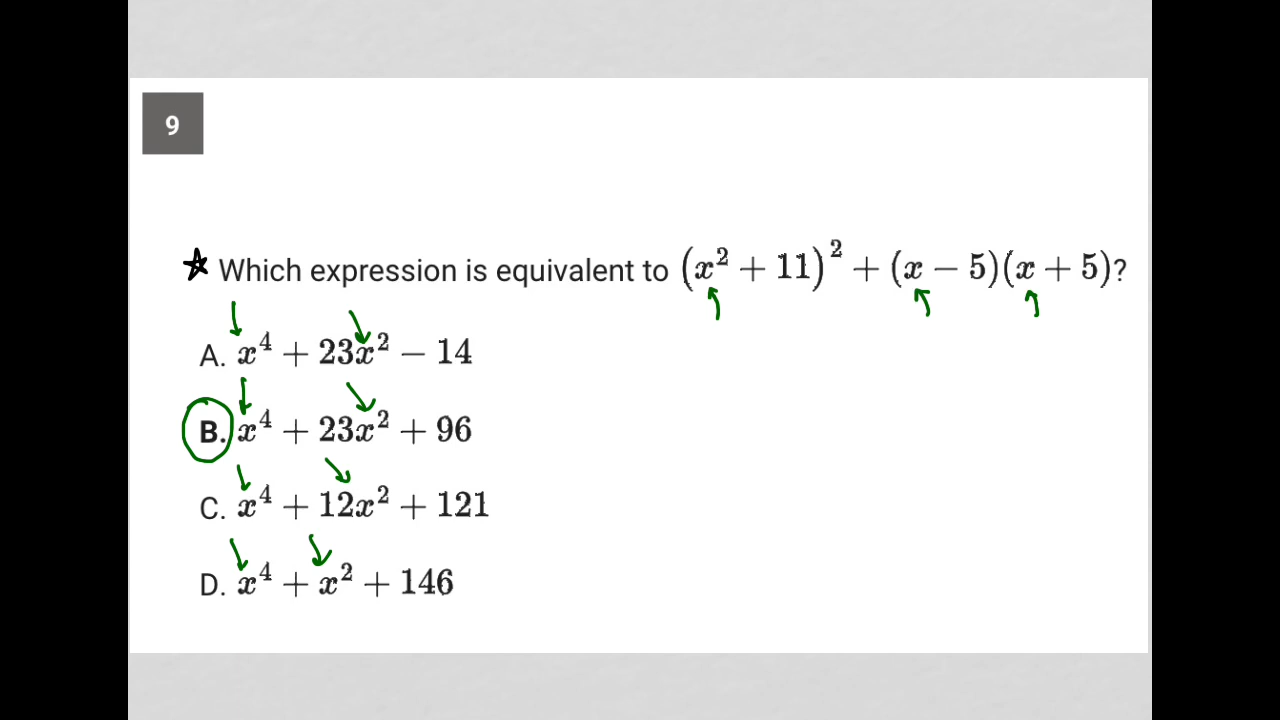 9
Which expression is equivalent to (x² + 11)² + (x − 5)(x + 5)?
A. x⁴ + 23x² − 14
B. x⁴ + 23x² + 96
C. x⁴ + 12x² + 121
D. x⁴ + x² + 146